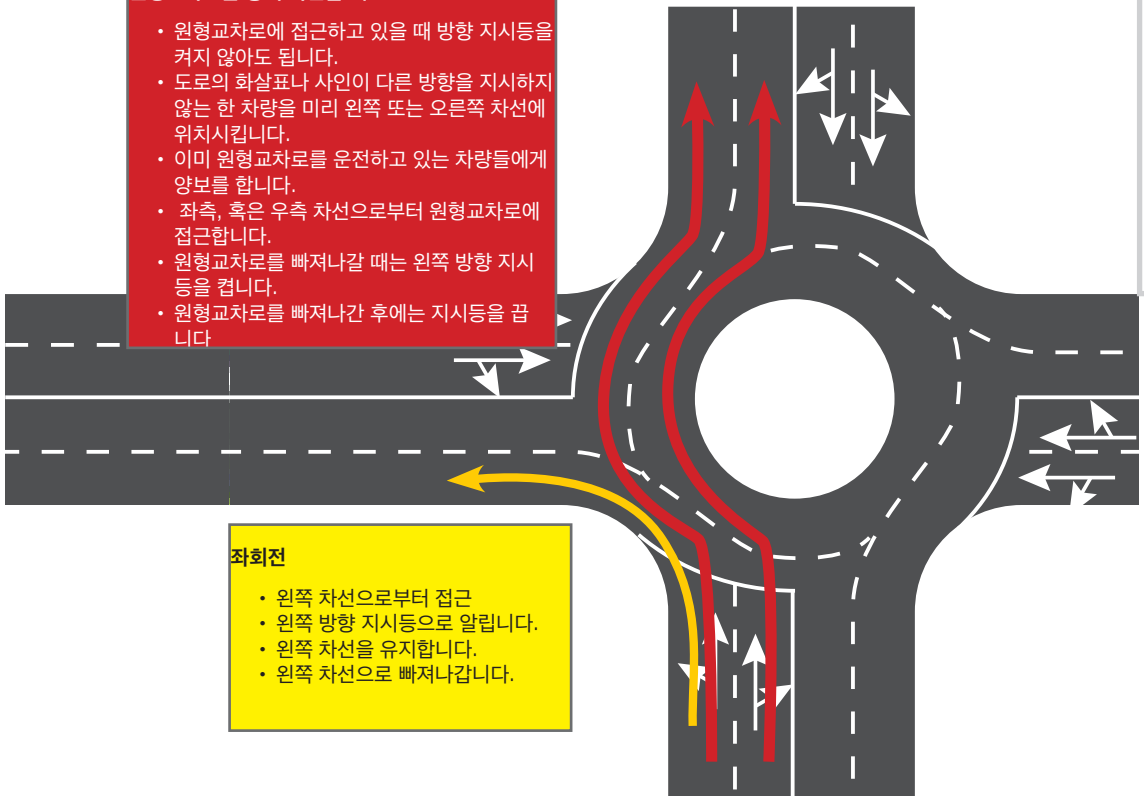 • 원형교차로에 접근하고 있을 때 방향 지시등을
켜지 않아도 됩니다.
• 도로의 화살표나 사인이 다른 방향을 지시하지
않는 한 차량을 미리 왼쪽 또는 오른쪽 차선에
위치시킵니다.
• 이미 원형교차로를 운전하고 있는 차량들에게
양보를 합니다.
• 좌측, 혹은 우측 차선으로부터 원형교차로에
접근합니다.
• 원형교차로를 빠져나갈 때는 왼쪽 방향 지시
등을 켭니다.
• 원형교차로를 빠져나간 후에는 지시등을 끕
니다
좌회전
• 왼쪽 차선으로부터 접근
• 왼쪽 방향 지시등으로 알립니다.
• 왼쪽 차선을 유지합니다.
• 왼쪽 차선으로 빠져나갑니다.